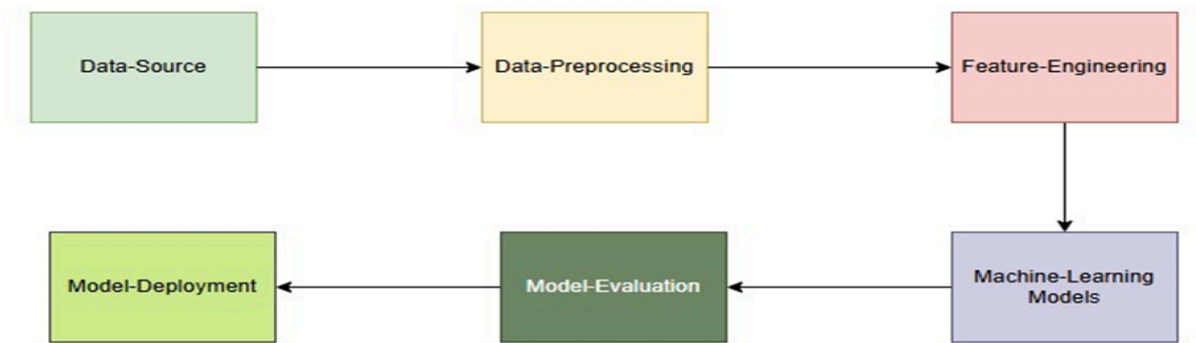 Data-Source
Data-Preprocessing
Feature-Engineering
Machine-Learning
Models
Model-Evaluation
Model-Deployment